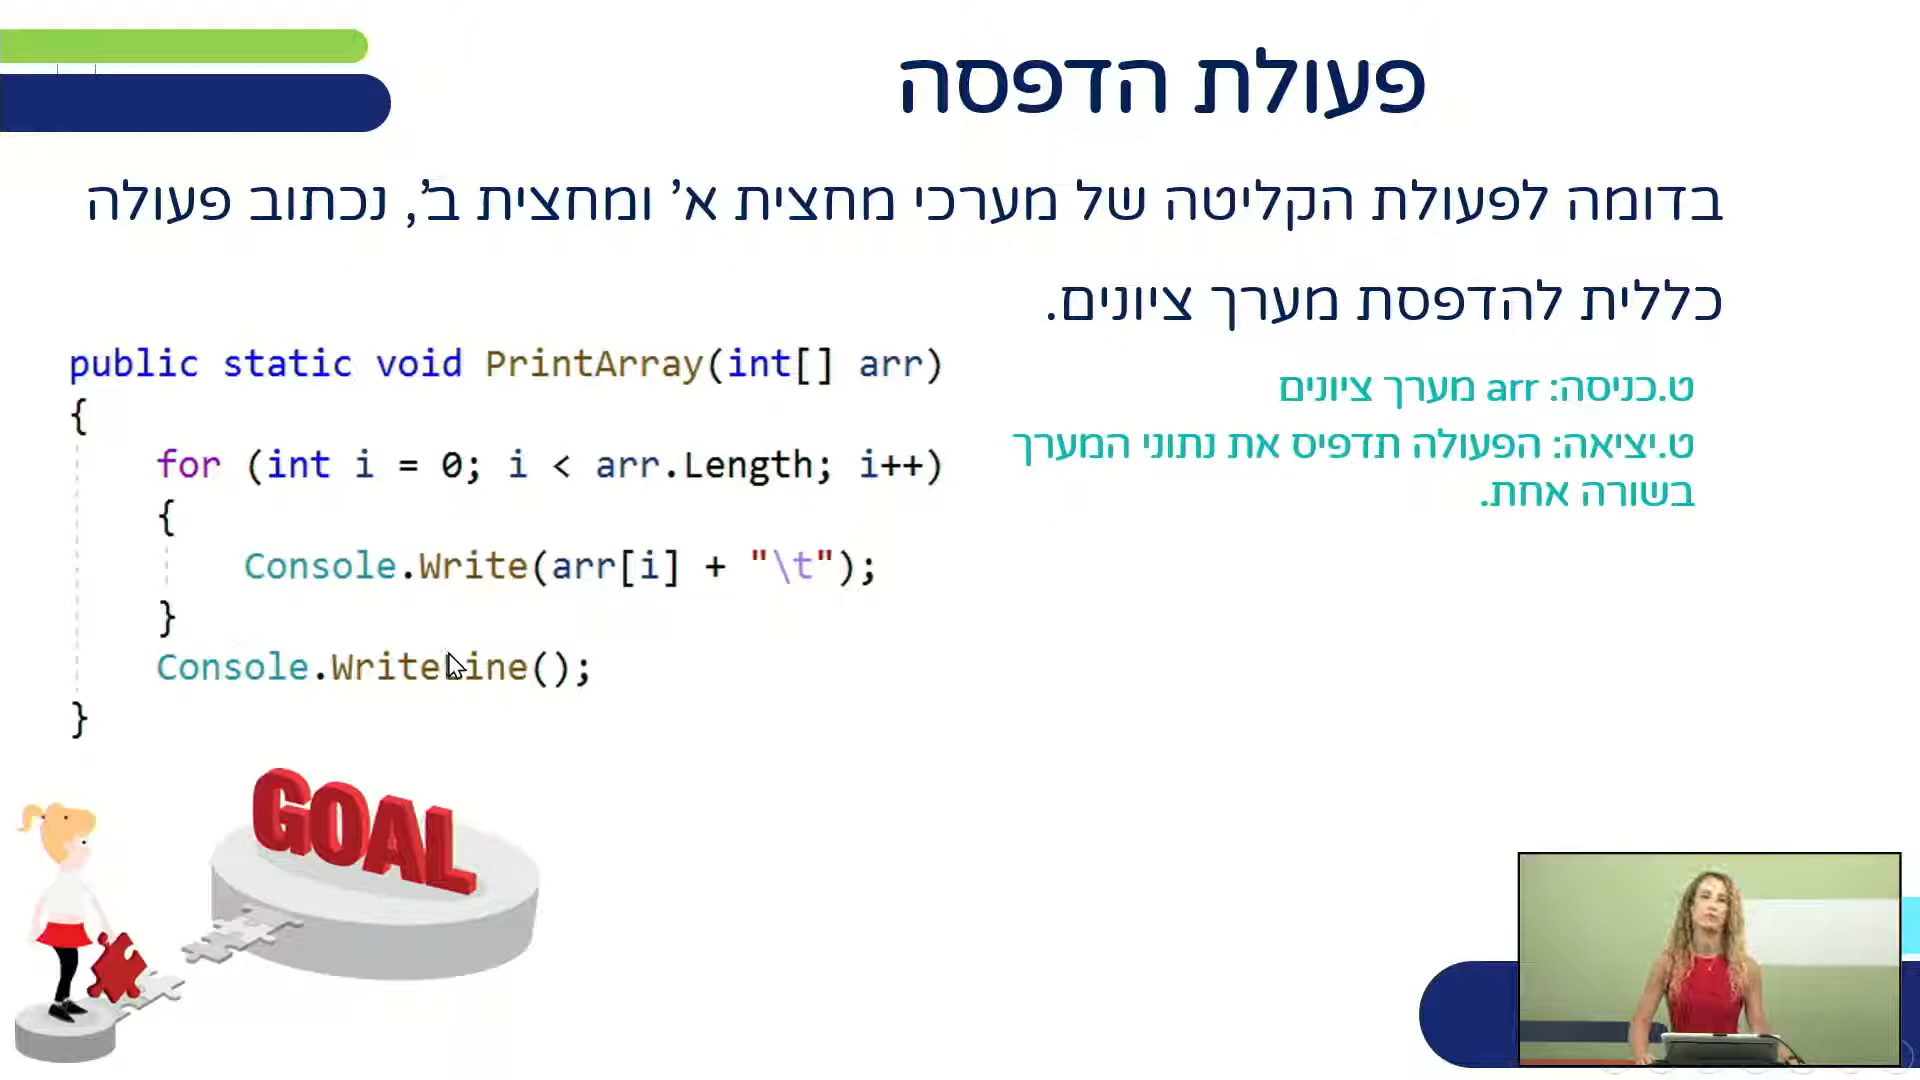 פעולת הדפסה
בדומה לפעולת הקליטה של מערכי מחצית א' ומחצית ב', נכתוב פעולה
כללית להדפסת מערך ציונים.
public static void PrintArray(int[] arr)
{
for (int i = 0; i < arr.Length; i++)
{
Console.Write(arr[i] + "\t");
}
Console.WriteLine();
}
ט.כניסה: arr מערך ציונים
ט.יציאה: הפעולה תדפיס את נתוני המערך
בשורה אחת.
GOAL